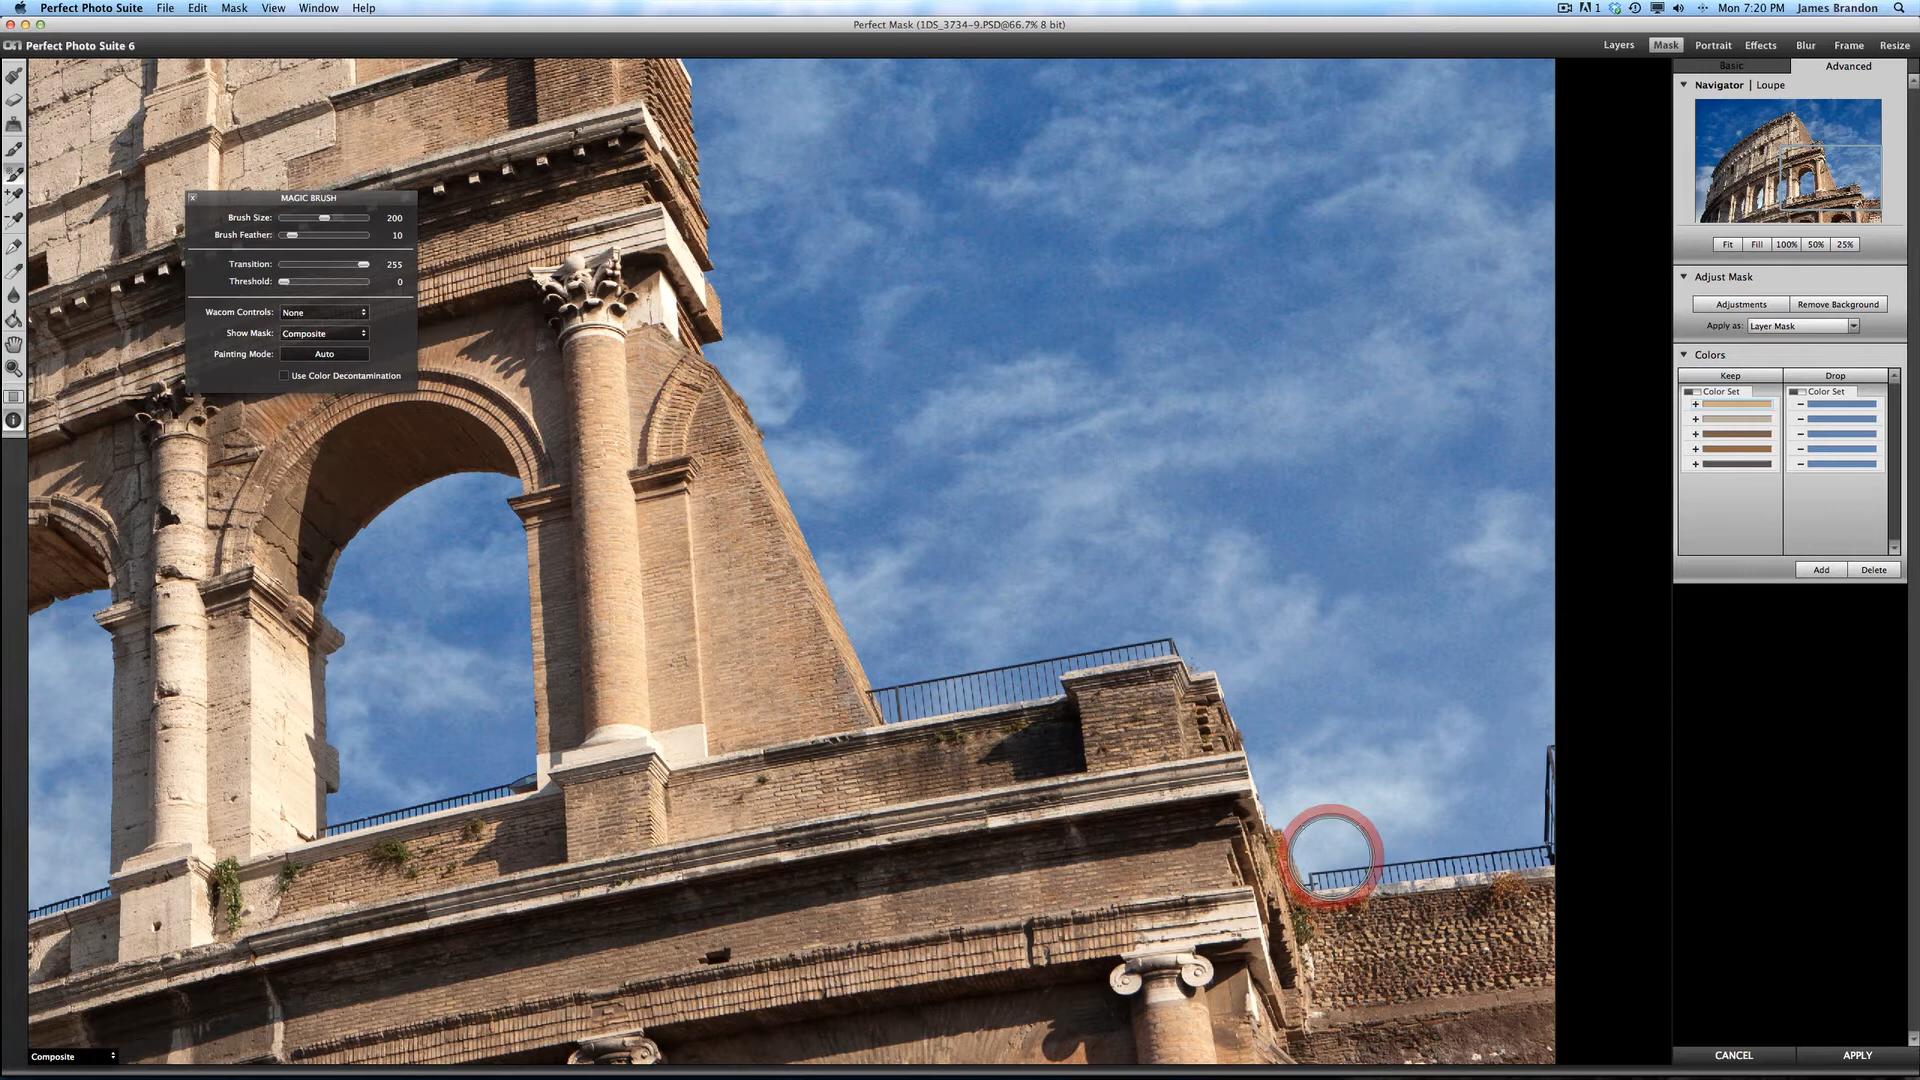 Perfect Photo Suite File Edit Mask View Window Help 1 Mon 7:20 PM James Brandon
Perfect Mask (1DS_3734-9.PSD@66.7% 8 bit)
on Perfect Photo Suite 6 Layers Mask Portrait Effects Blur Frame Resize
Basic Advanced
Navigator | Loupe
Fit Fill 100% 50% 25%
Adjust Mask
Adjustments Remove Background
Apply as: Layer Mask
Colors
Keep Drop
Color Set Color Set
+ −
+ −
+ −
+ −
+ −
Add Delete
x MAGIC BRUSH
Brush Size: 200
Brush Feather: 10
Transition: 255
Threshold: 0
Wacom Controls: None
Show Mask: Composite
Painting Mode: Auto
Use Color Decontamination
Composite
CANCEL APPLY